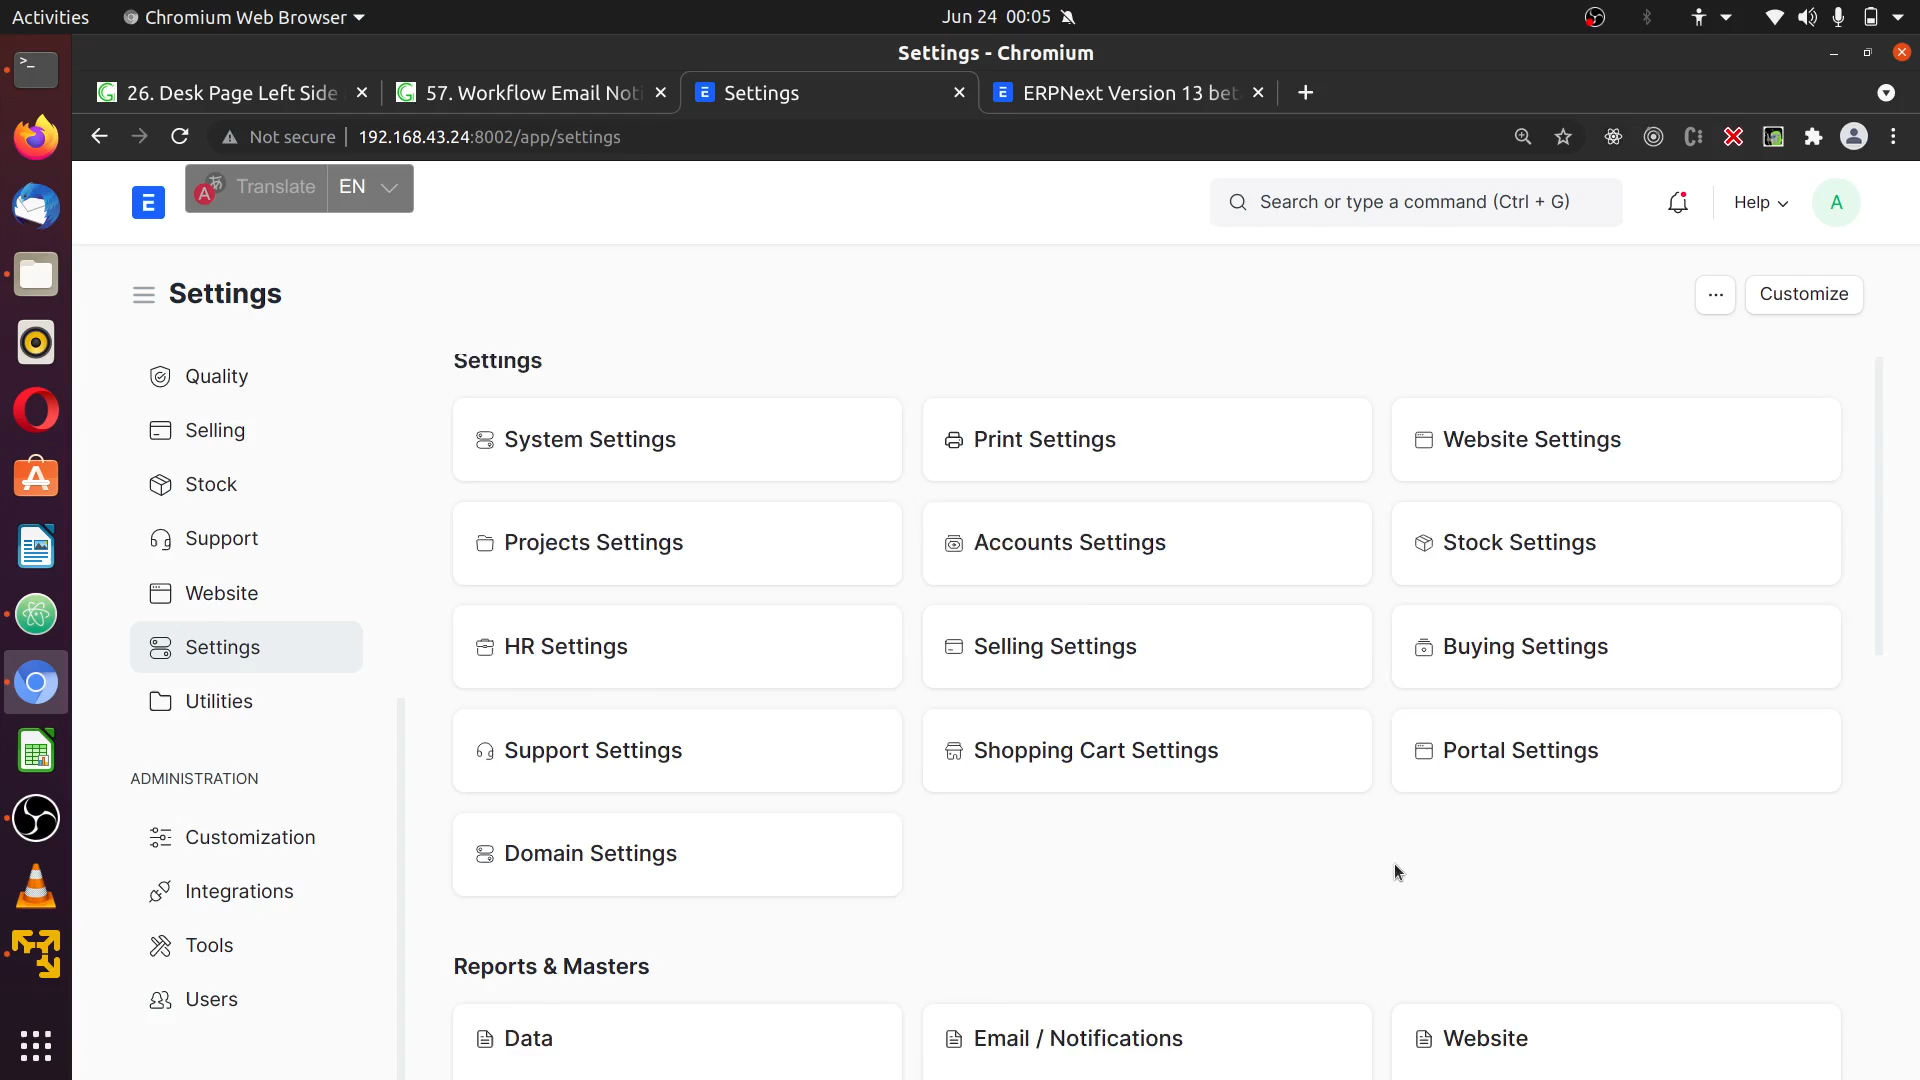 Activities
Chromium Web Browser
Jun 24 00:05
Settings - Chromium
26. Desk Page Left Side
57. Workflow Email Noti
Settings
ERPNext Version 13 bet
Not secure
192.168.43.24:8002/app/settings
E
Translate
EN
Search or type a command (Ctrl + G)
Help
A
Settings
···
Customize
Quality
Selling
Stock
Support
Website
Settings
Utilities
ADMINISTRATION
Customization
Integrations
Tools
Users
Settings
System Settings
Print Settings
Website Settings
Projects Settings
Accounts Settings
Stock Settings
HR Settings
Selling Settings
Buying Settings
Support Settings
Shopping Cart Settings
Portal Settings
Domain Settings
Reports & Masters
Data
Email / Notifications
Website